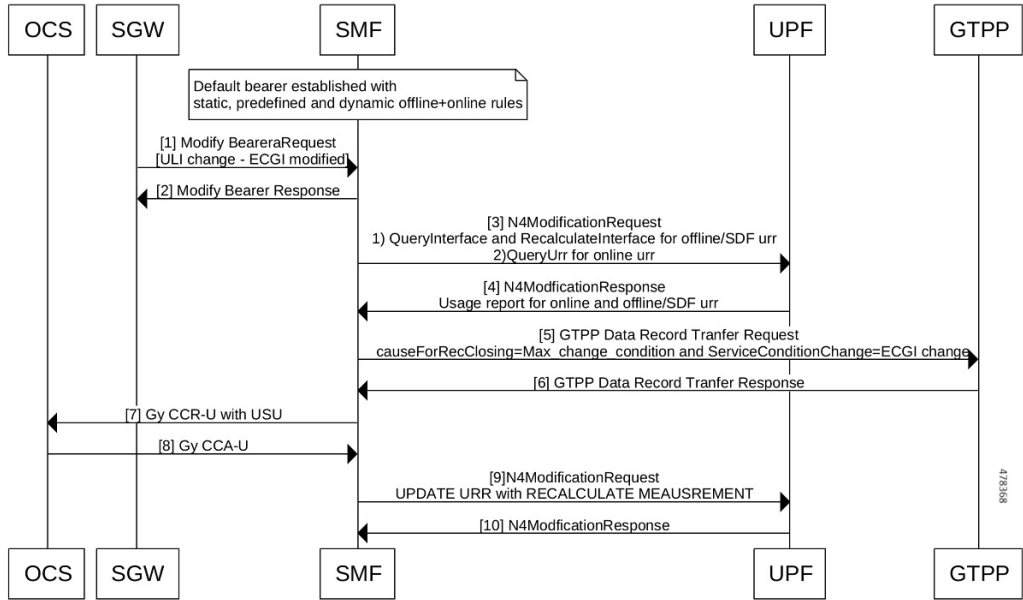 OCS
SGW
SMF
UPF
GTPP
Default bearer established with
static, predefined and dynamic offline+online rules
[1] Modify BeareraRequest
[ULI change - ECGI modified]
[2] Modify Bearer Response
[3] N4ModificationRequest
1) QueryInterface and RecalculateInterface for offline/SDF urr
2)QueryUrr for online urr
[4] N4ModficationResponse
Usage report for online and offline/SDF urr
[5] GTPP Data Record Tranfer Request
causeForRecClosing=Max_change_condition and ServiceConditionChange=ECGI change
[6] GTPP Data Record Tranfer Response
[7] Gy CCR-U with USU
[8] Gy CCA-U
[9]N4ModificationRequest
UPDATE URR with RECALCULATE MEAUSREMENT
[10] N4ModficationResponse
478368
OCS
SGW
SMF
UPF
GTPP